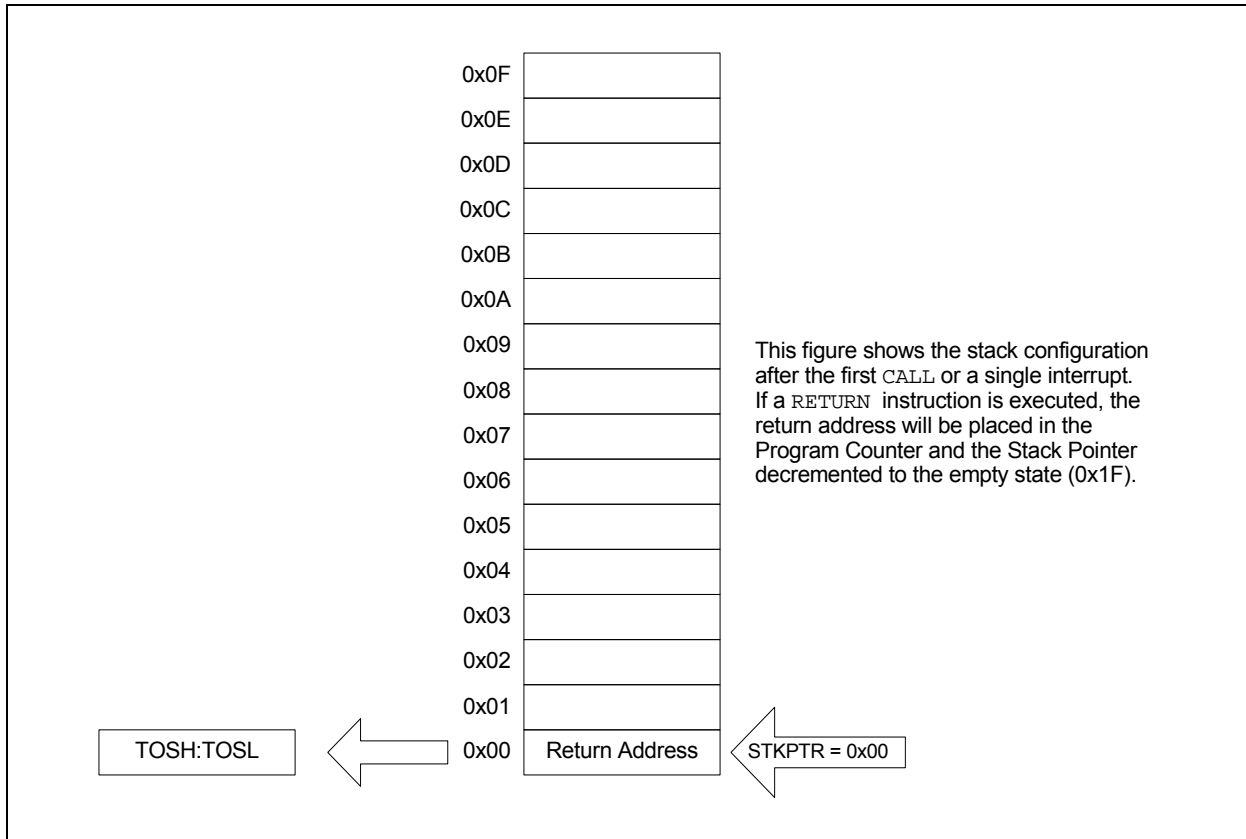 0x0F
0x0E
0x0D
0x0C
0x0B
0x0A
0x09
This figure shows the stack configuration
after the first CALL or a single interrupt.
If a RETURN instruction is executed, the
return address will be placed in the
Program Counter and the Stack Pointer
decremented to the empty state (0x1F).
0x08
0x07
0x06
0x05
0x04
0x03
0x02
0x01
TOSH:TOSL
0x00
Return Address
STKPTR = 0x00